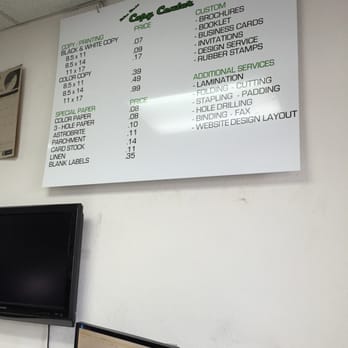 Copy Center
COPY / PRINTING PRICE
BLACK & WHITE COPY
8.5 x 11 .07
8.5 x 14 .09
11 x 17 .17
COLOR COPY
8.5 x 11 .39
8.5 x 14 .49
11 x 17 .99
SPECIAL PAPER PRICE
COLOR PAPER .08
3 - HOLE PAPER .08
ASTROBRITE .10
PARCHMENT .11
CARD STOCK .14
LINEN .11
BLANK LABELS .35
CUSTOM
- BROCHURES
- BOOKLET
- BUSINESS CARDS
- INVITATIONS
- DESIGN SERVICE
- RUBBER STAMPS
ADDITIONAL SERVICES
- LAMINATION
- FOLDING - CUTTING
- STAPLING - PADDING
- HOLE DRILLING
- BINDING - FAX
- WEBSITE DESIGN LAYOUT